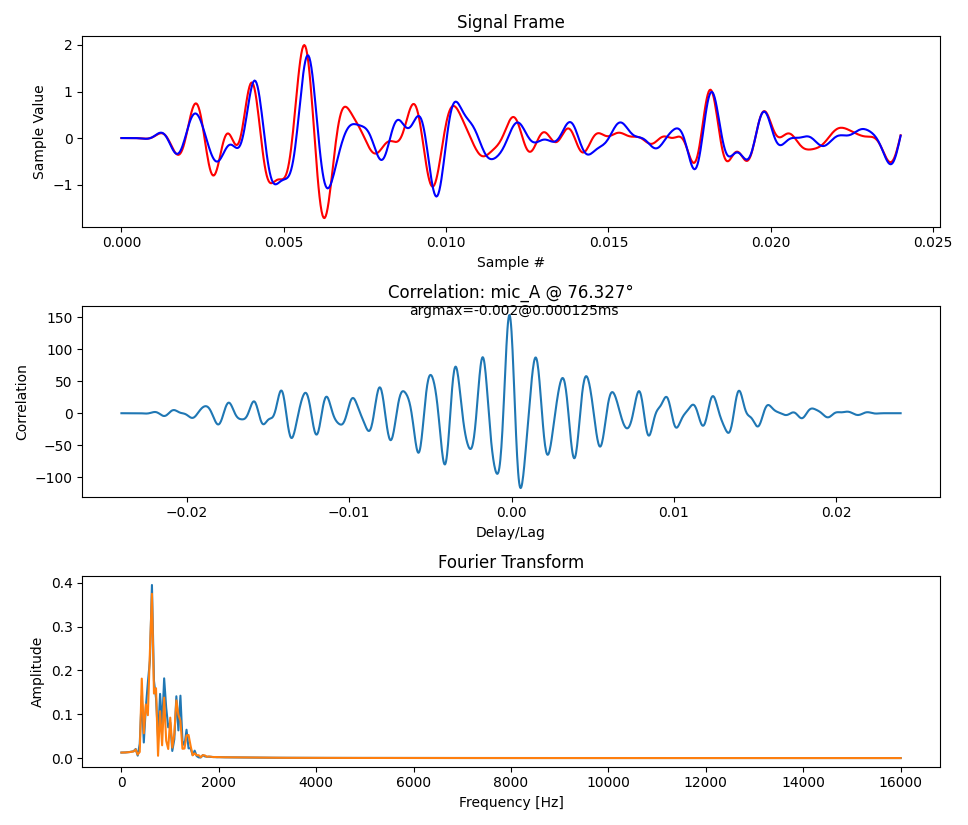 Signal Frame
2
1
0
−1
Sample Value
0.000 0.005 0.010 0.015 0.020 0.025
Sample #
Correlation: mic_A @ 76.327°
argmax=-0.002@0.000125ms
150
100
50
0
−50
−100
Correlation
−0.02 −0.01 0.00 0.01 0.02
Delay/Lag
Fourier Transform
0.4
0.3
0.2
0.1
0.0
Amplitude
0 2000 4000 6000 8000 10000 12000 14000 16000
Frequency [Hz]